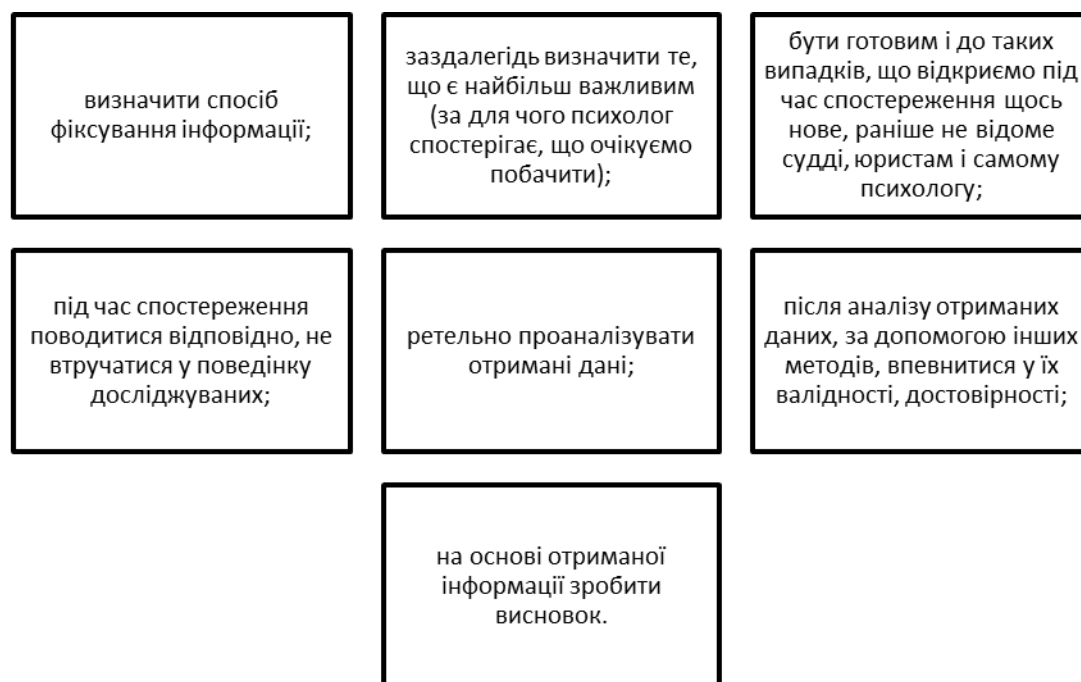 визначити спосіб
фіксування інформації;
заздалегідь визначити те,
що є найбільш важливим
(за для чого психолог
спостерігає, що очікуємо
побачити);
бути готовим і до таких
випадків, що відкриємо під
час спостереження щось
нове, раніше не відоме
судді, юристам і самому
психологу;
під час спостереження
поводитися відповідно, не
втручатися у поведінку
досліджуваних;
ретельно проаналізувати
отримані дані;
після аналізу отриманих
даних, за допомогою інших
методів, впевнитися у їх
валідності, достовірності;
на основі отриманої
інформації зробити
висновок.